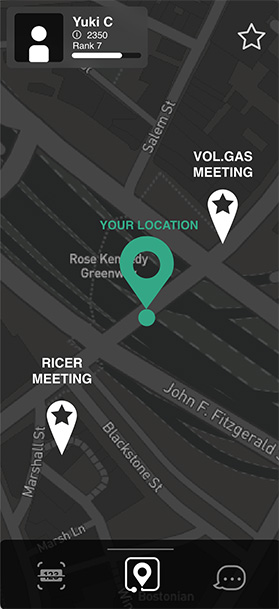 Yuki C
2350
Rank 7
Salem St
VOL.GAS
MEETING
YOUR LOCATION
Rose Kennedy
Greenway
RICER
MEETING
John F. Fitzgerald S
Marshall St
Blackstone St
Marsh Ln
Bostonian